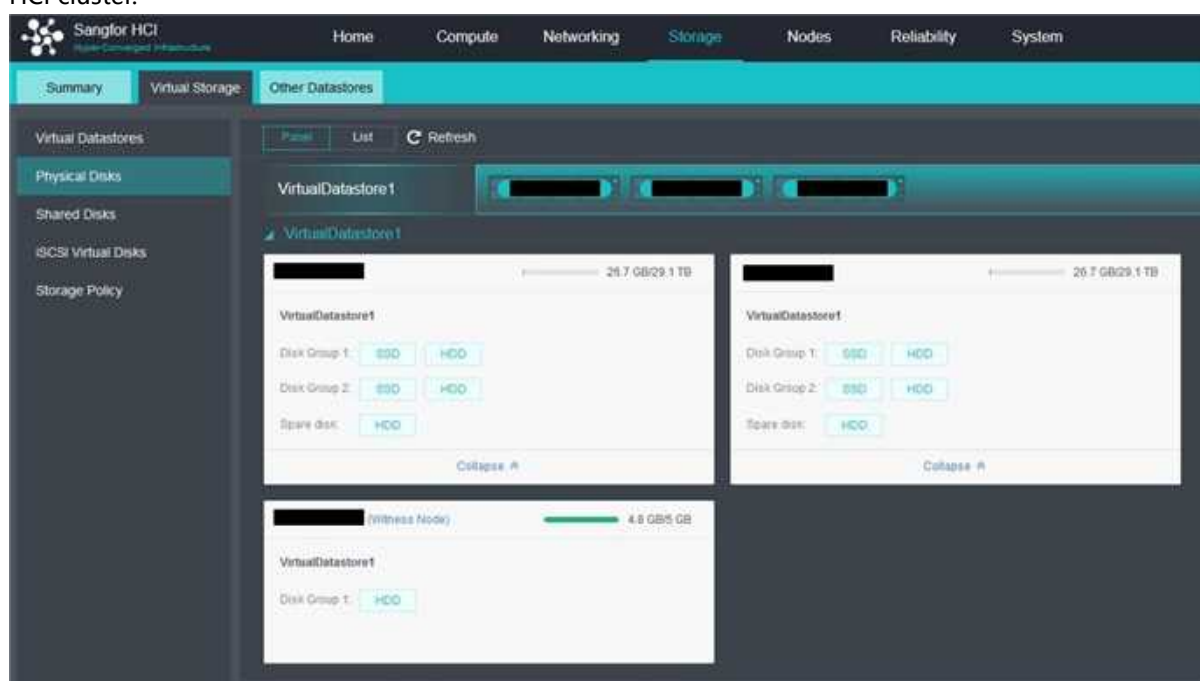 HCI cluster.
Sangfor HCI
Hyper-Converged Infrastructure
Home Compute Networking Storage Nodes Reliability System
Summary Virtual Storage Other Datastores
Virtual Datastores
Panel List Refresh
Physical Disks
VirtualDatastore1
Shared Disks
VirtualDatastore1
iSCSI Virtual Disks
26.7 GB/29.1 TB
26.7 GB/29.1 TB
Storage Policy
VirtualDatastore1
Disk Group 1: SSD HDD
Disk Group 2: SSD HDD
Spare disk: HDD
Collapse
VirtualDatastore1
Disk Group 1: SSD HDD
Disk Group 2: SSD HDD
Spare disk: HDD
Collapse
(Witness Node) 4.8 GB/5 GB
VirtualDatastore1
Disk Group 1: HDD